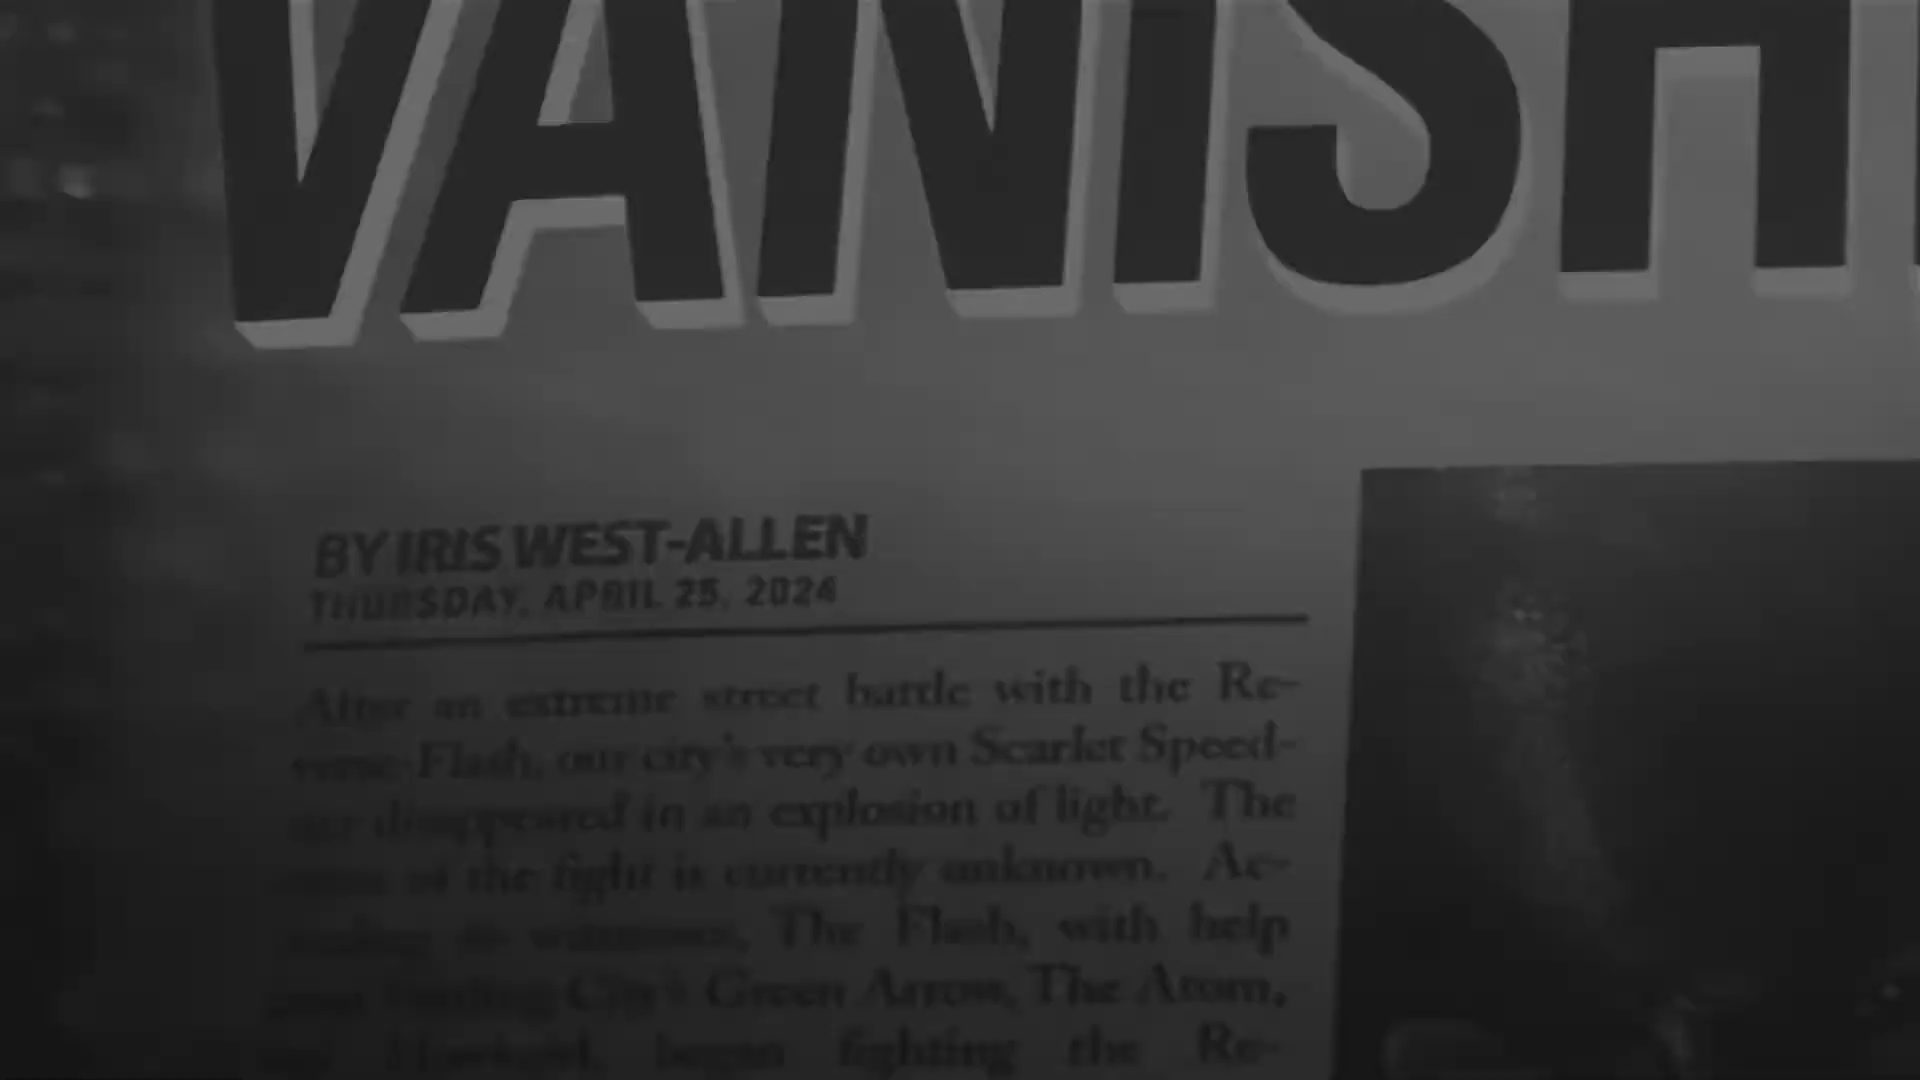 VANISH
BY IRIS WEST-ALLEN
THURSDAY, APRIL 25, 2024
After an extreme street battle with the Re-
verse-Flash, our city's very own Scarlet Speed-
ster disappeared in an explosion of light. The
of the fight is currently unknown. Ac-
to witnesses, The Flash, with help
City's Green Arrow, The Atom,
Hawkgirl, began fighting the Re-